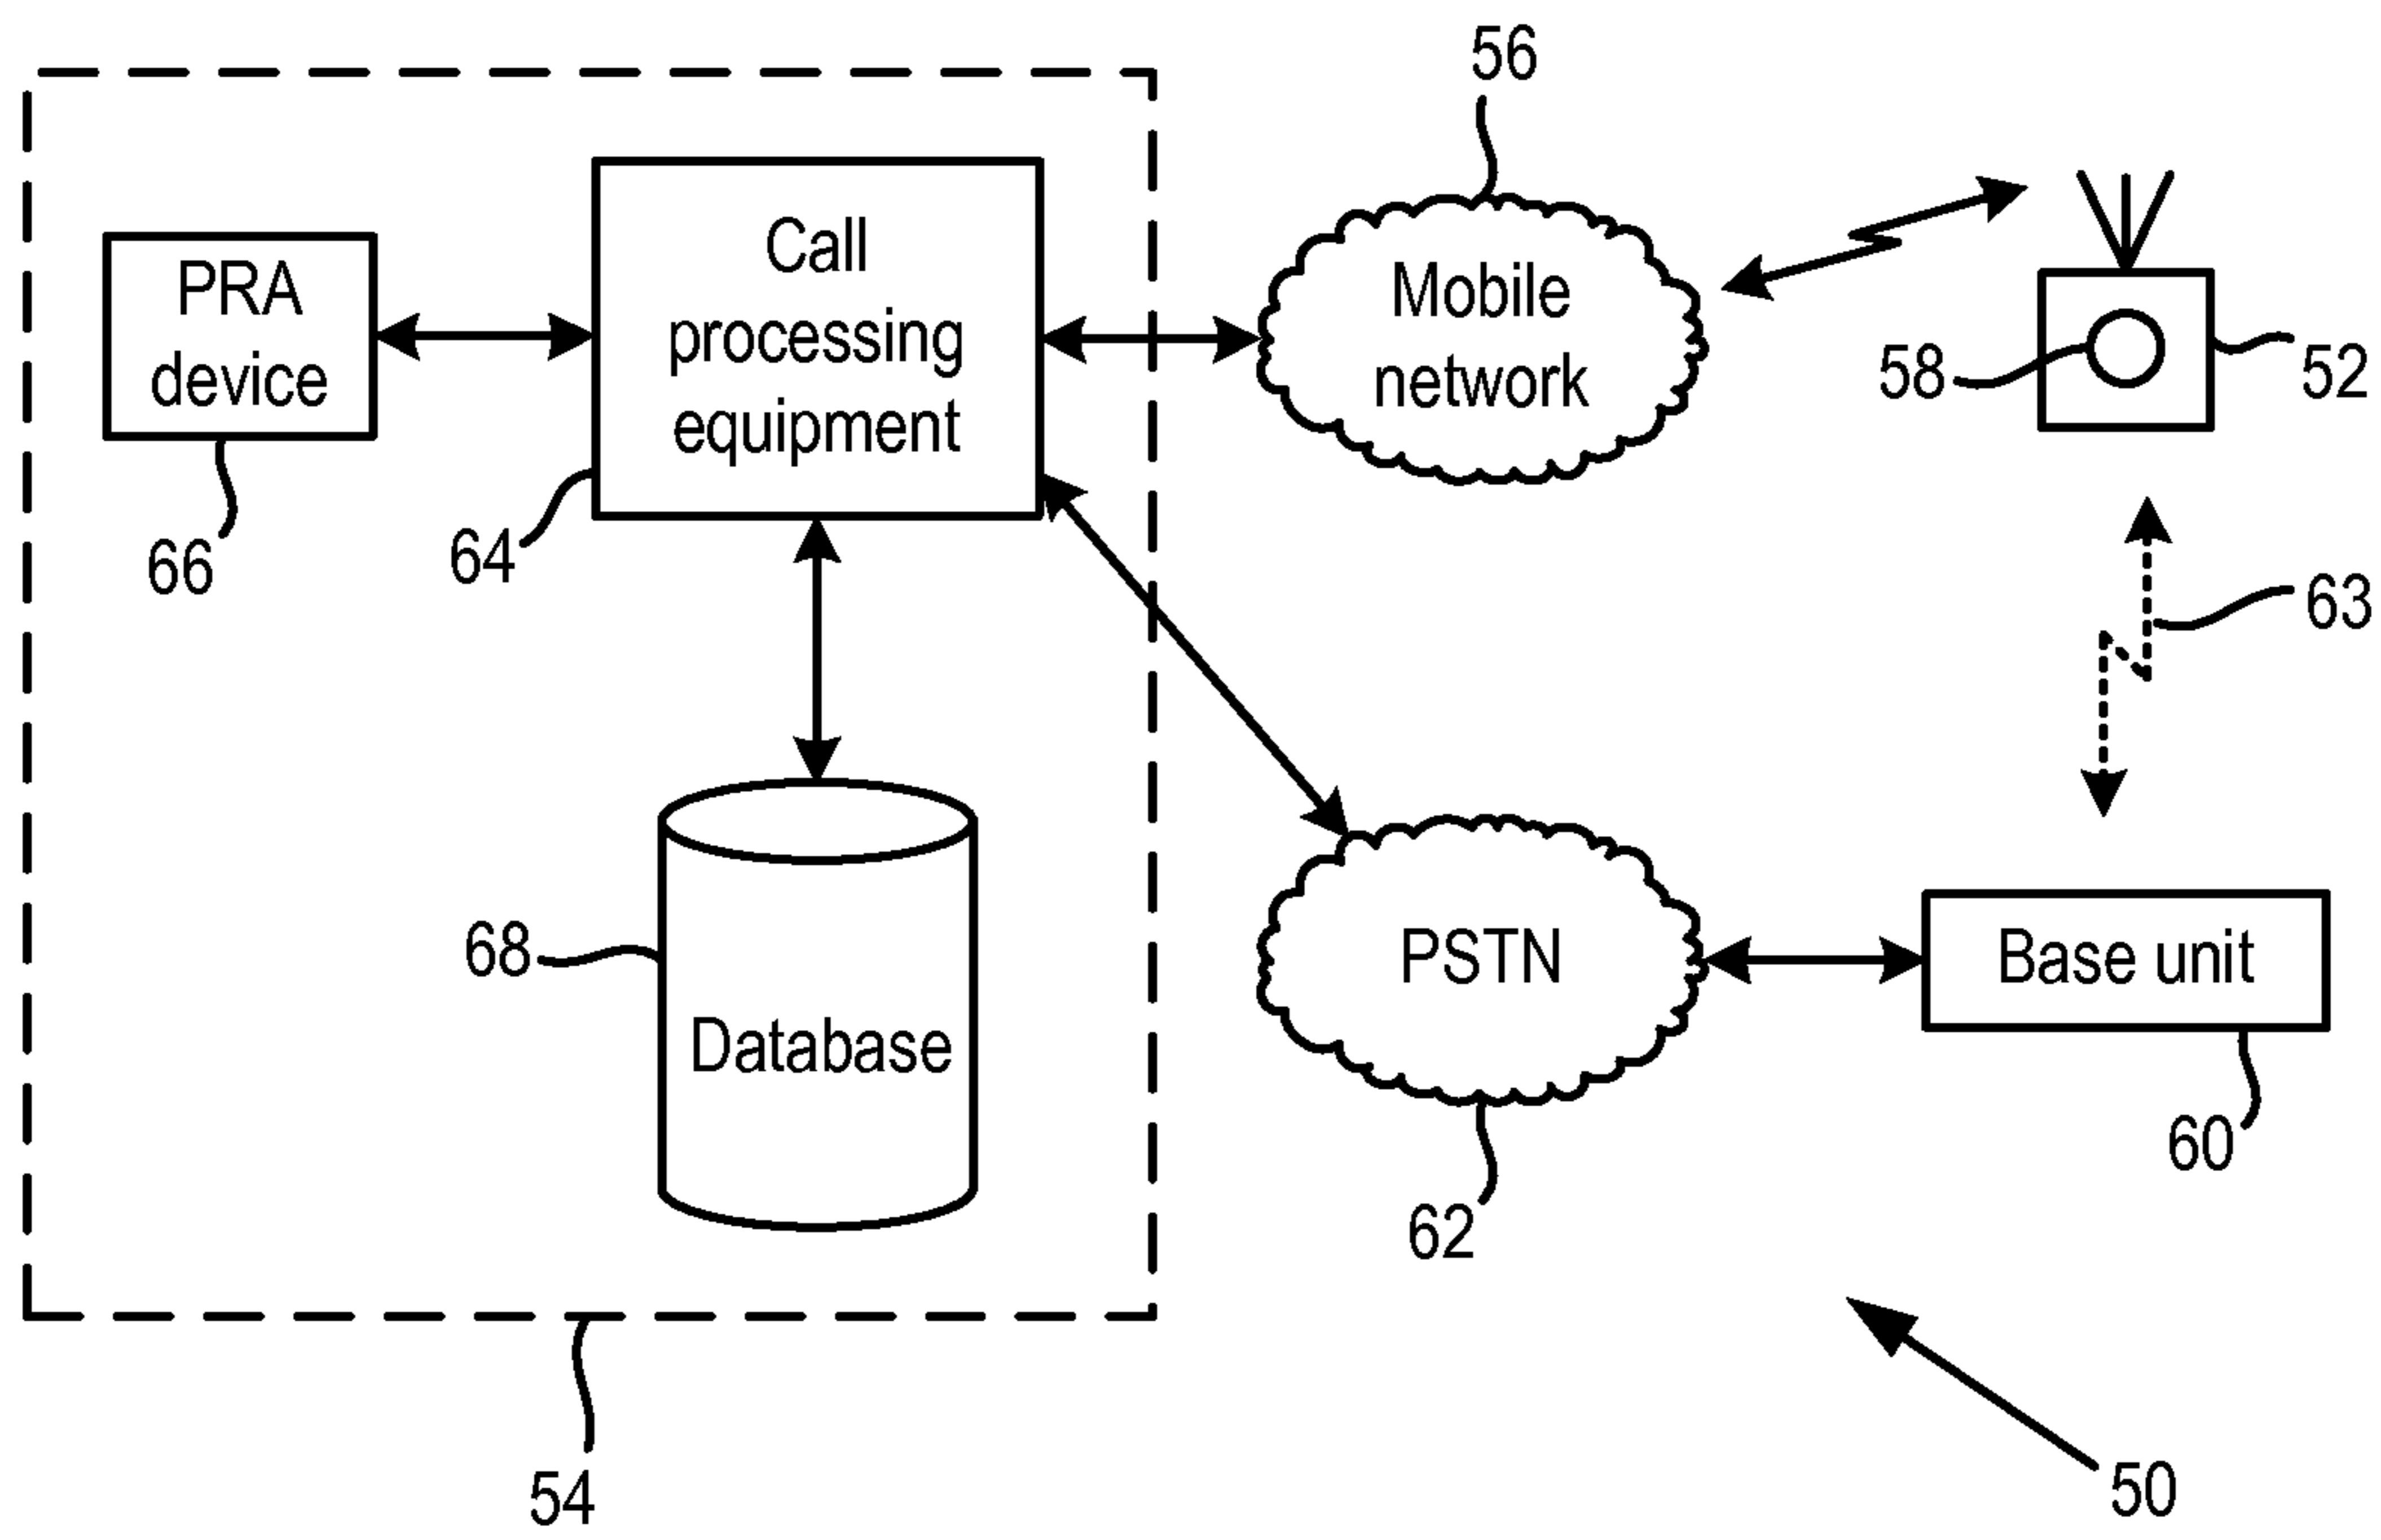 56
Call
processing
equipment
PRA
device
Mobile
network
58
52
66
64
63
68
PSTN
Base unit
Database
60
62
54
50